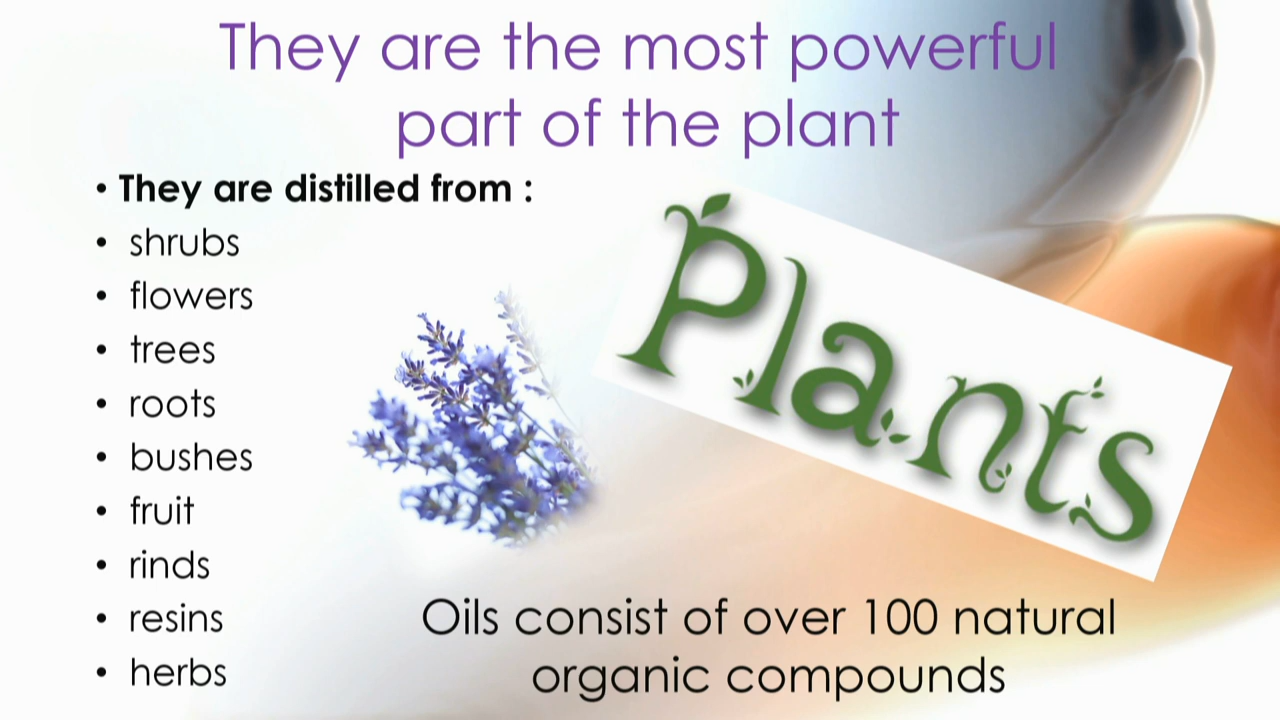 They are the most powerful
part of the plant
• They are distilled from :
• shrubs
• flowers
• trees
• roots
• bushes
• fruit
• rinds
• resins
• herbs
Plants
Oils consist of over 100 natural
organic compounds